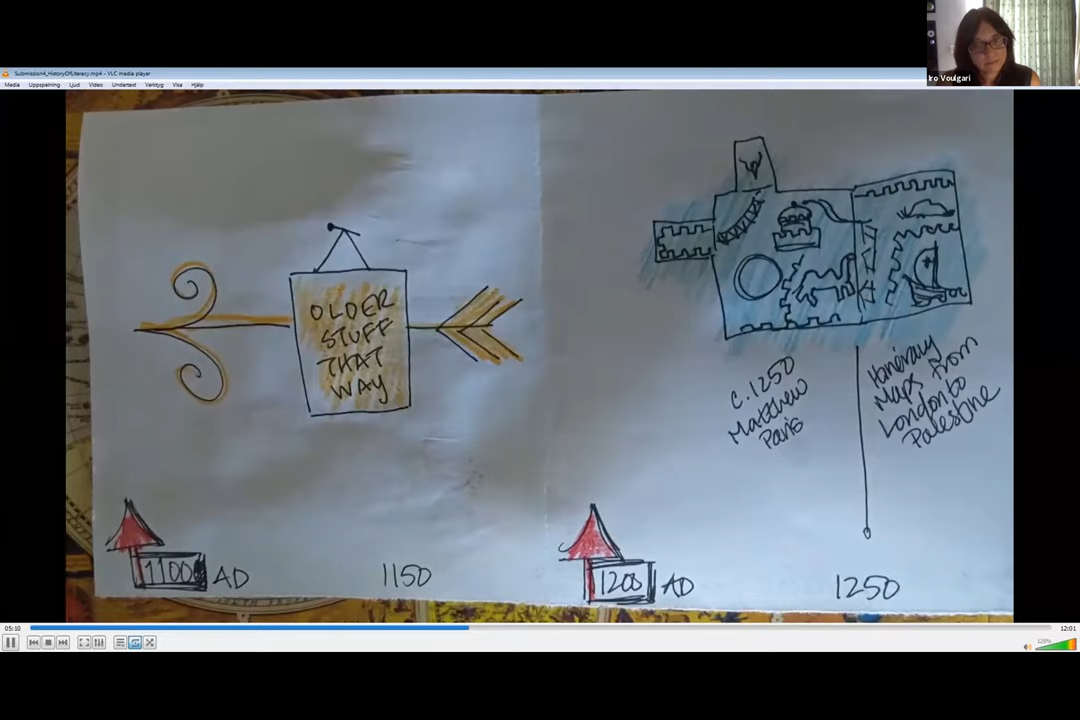 Iro Voulgari
Submission4_HistoryOfLiteracy.mp4 - VLC media player
Media Uppspelning Ljud Video Undertext Verktyg Visa Hjälp
OLDER
STUFF
THAT
WAY
c.1250
Matthew
Paris
Itinerary
Maps from
London to
Palestine
1100 AD
1150
1200 AD
1250
05:10
12:01
125%